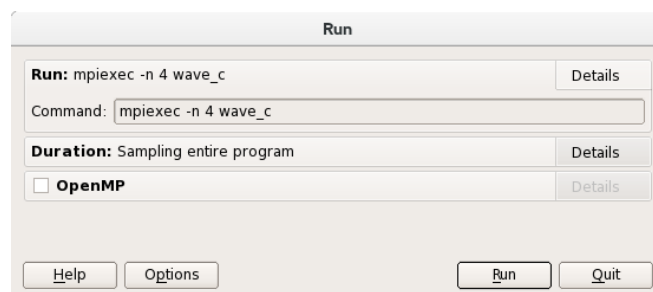 Run
Run: mpiexec -n 4 wave_c Details
Command: mpiexec -n 4 wave_c
Duration: Sampling entire program Details
OpenMP Details
Help Options Run Quit